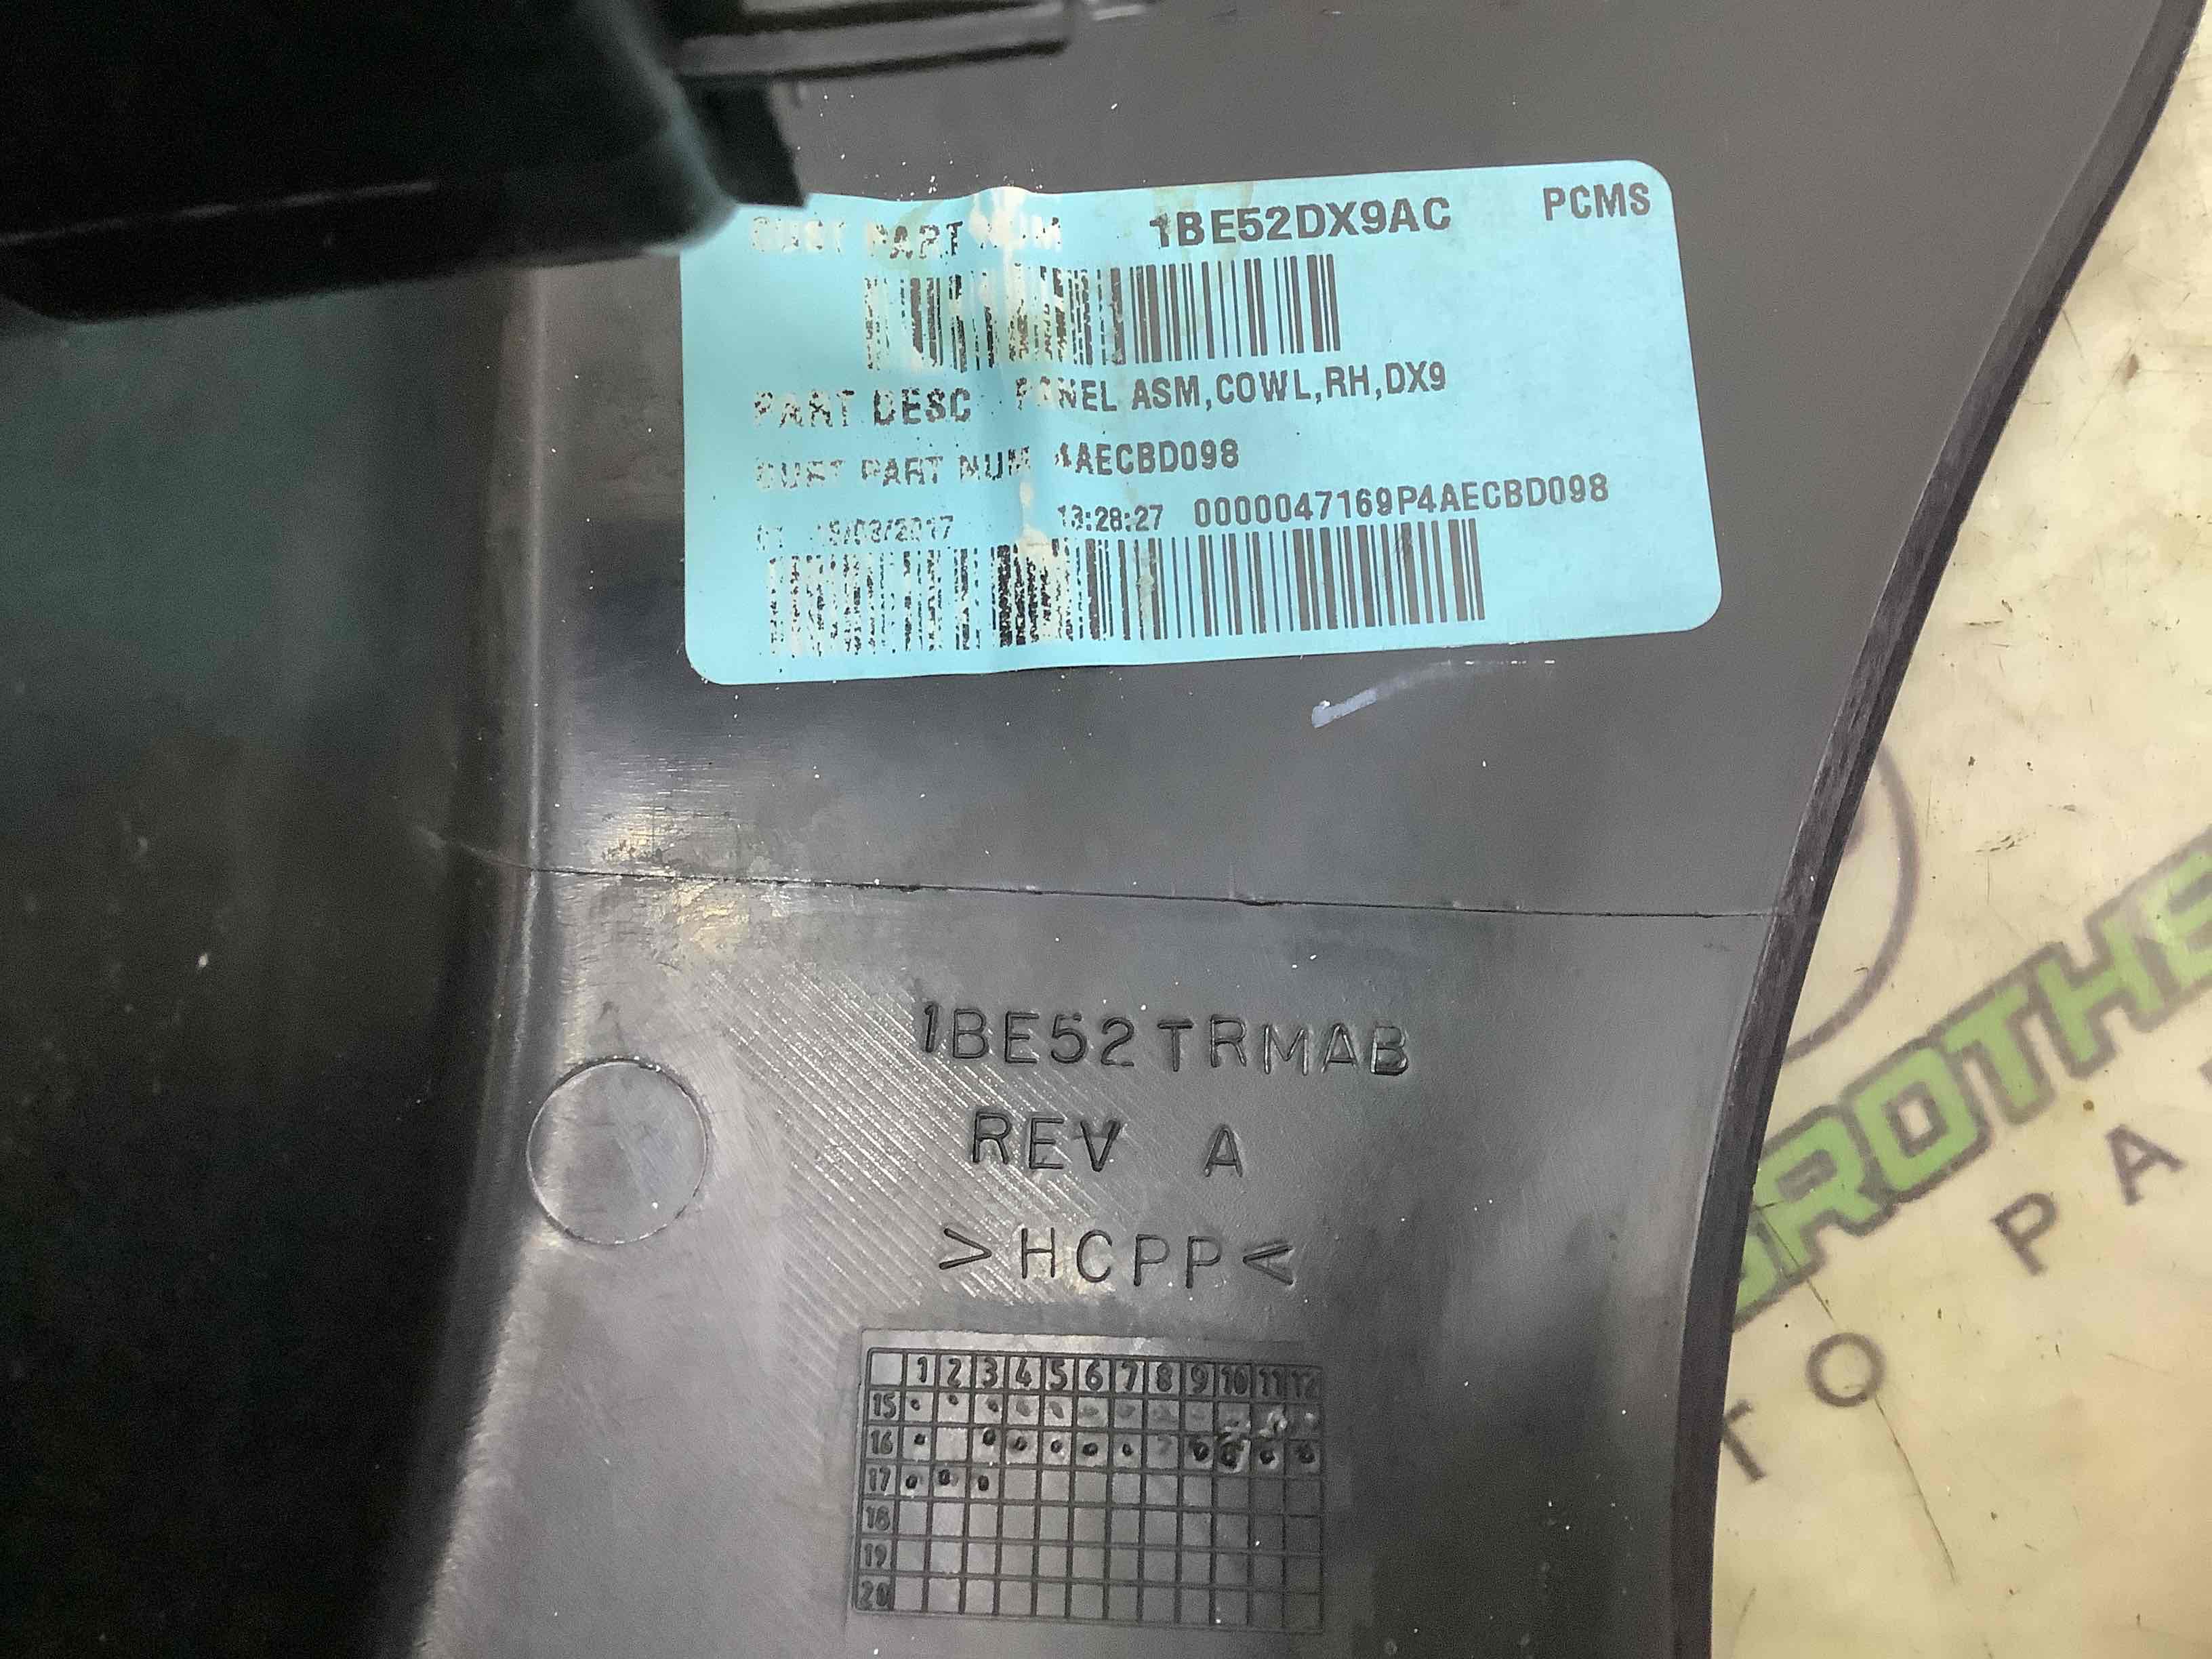 CUST PART NUM 1BE52DX9AC PCMS
PART DESC PANEL ASM,COWL,RH,DX9
CUST PART NUM 4AECBD098
13:28:27 0000047169P4AECBD098
1BE52TRMAB
REV A
>HCPP<
1 2 3 4 5 6 7 8 9 10 11 12
15
16
17
18
19
20